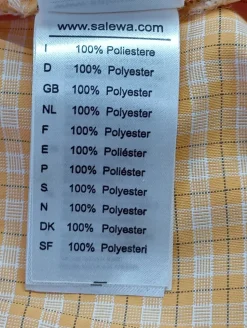 www.salewa.com
I 100% Poliestere
D 100% Polyester
GB 100% Polyester
NL 100% Polyester
F 100% Polyester
E 100% Poliéster
P 100% Poliéster
S 100% Polyester
N 100% Polyester
DK 100% Polyester
SF 100% Polyesteri